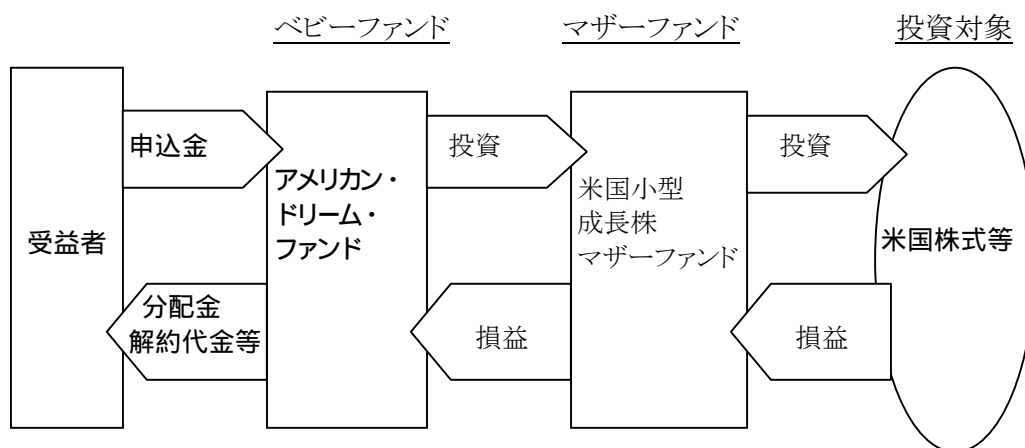 ベビーファンド
マザーファンド
投資対象
受益者
申込金
アメリカン・
ドリーム・
ファンド
投資
米国小型
成長株
マザーファンド
投資
米国株式等
分配金
解約代金等
損益
損益